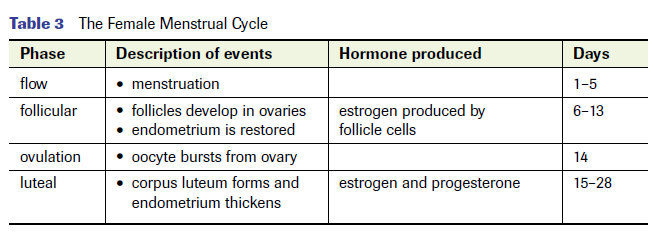 Table 3 The Female Menstrual Cycle
Phase Description of events Hormone produced Days
flow • menstruation 1–5
follicular • follicles develop in ovaries estrogen produced by 6–13
• endometrium is restored follicle cells
ovulation • oocyte bursts from ovary 14
luteal • corpus luteum forms and estrogen and progesterone 15–28
endometrium thickens